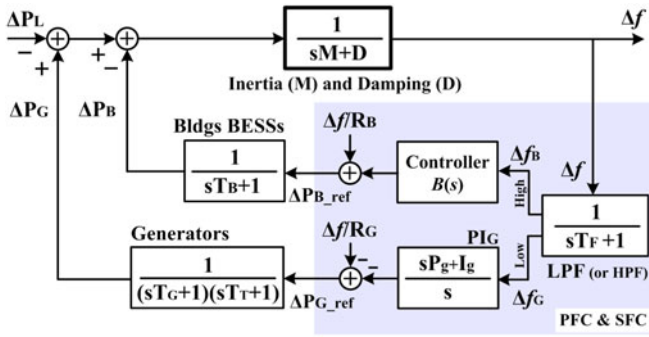 ΔPL
Δf
1
sM+D
Inertia (M) and Damping (D)
ΔPG
ΔPB
Bldgs BESSs
1
sTB+1
ΔPB_ref
Δf/RB
Controller
B(s)
ΔfB
High
Δf
1
sTF+1
LPF (or HPF)
Low
Generators
1
(sTG+1)(sTT+1)
ΔPG_ref
Δf/RG
PIG
sPg+Ig
s
ΔfG
PFC & SFC